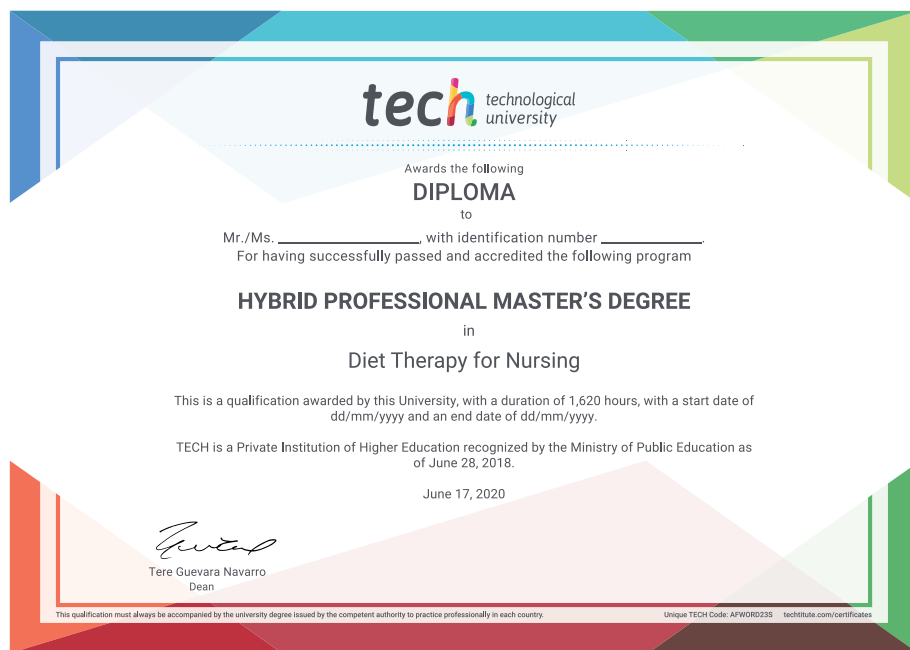 tech technological
university
Awards the following
DIPLOMA
to
Mr./Ms. ____________________, with identification number ______________.
For having successfully passed and accredited the following program
HYBRID PROFESSIONAL MASTER'S DEGREE
in
Diet Therapy for Nursing
This is a qualification awarded by this University, with a duration of 1,620 hours, with a start date of
dd/mm/yyyy and an end date of dd/mm/yyyy.
TECH is a Private Institution of Higher Education recognized by the Ministry of Public Education as
of June 28, 2018.
June 17, 2020
Tere Guevara Navarro
Dean
This qualification must always be accompanied by the university degree issued by the competent authority to practice professionally in each country.
Unique TECH Code: AFWORD23S techtitute.com/certificates